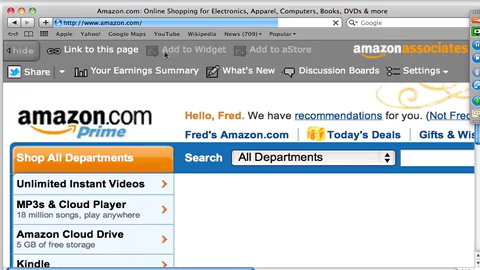 Amazon.com: Online Shopping for Electronics, Apparel, Computers, Books, DVDs & more
http://www.amazon.com/
Google
Apple Yahoo! Google Maps YouTube Wikipedia News (709) Popular
hide Link to this page Add to Widget Add to aStore amazonassociates
Share Your Earnings Summary What's New Discussion Boards Settings
amazon.com
Prime
Hello, Fred. We have recommendations for you. (Not Fred
Fred's Amazon.com Today's Deals Gifts & Wis
Shop All Departments Search All Departments
Unlimited Instant Videos
MP3s & Cloud Player
18 million songs, play anywhere
Amazon Cloud Drive
5 GB of free storage
Kindle